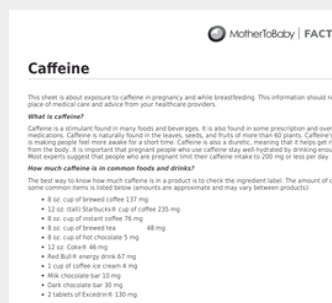 MotherToBaby | FACT
Caffeine
This sheet is about exposure to caffeine in pregnancy and while breastfeeding. This information should n
place of medical care and advice from your healthcare providers.
What is caffeine?
Caffeine is a stimulant found in many foods and beverages. It is also found in some prescription and over
medications. Caffeine is naturally found in the leaves, seeds, and fruits of more than 60 plants. Caffeine's
is making people feel more awake for a short time. Caffeine is also a diuretic, meaning that it helps get ri
from the body. It is important that pregnant people who use caffeine stay well-hydrated by drinking enou
Most experts suggest that people who are pregnant limit their caffeine intake to 200 mg or less per day.
How much caffeine is in common foods and drinks?
The best way to know how much caffeine is in a product is to check the ingredient label. The amount of c
some common items is listed below (amounts are approximate and may vary between products):
• 8 oz. cup of brewed coffee 137 mg
• 12 oz. (tall) Starbucks® cup of coffee 235 mg
• 8 oz. cup of instant coffee 76 mg
• 8 oz. cup of brewed tea 48 mg
• 8 oz. cup of hot chocolate 5 mg
• 12 oz. Coke® 46 mg
• Red Bull® energy drink 67 mg
• 1 cup of coffee ice cream 4 mg
• Milk chocolate bar 10 mg
• Dark chocolate bar 30 mg
• 2 tablets of Excedrin® 130 mg